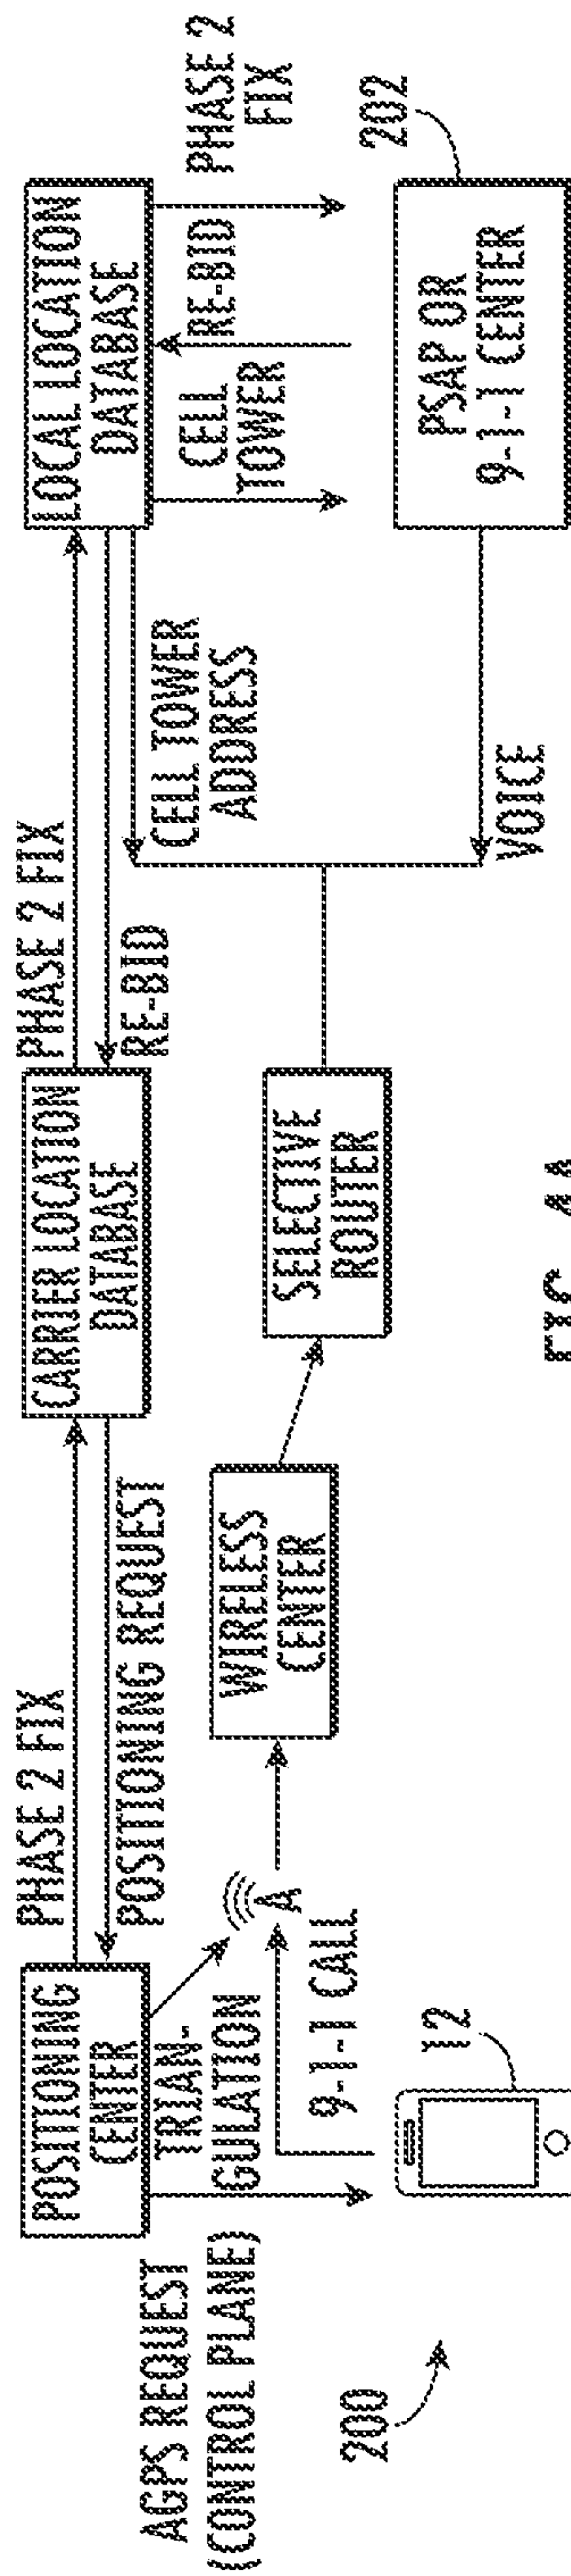 POSITIONING
CENTER
PHASE 2 FIX
POSITIONING REQUEST
CARRIER LOCATION
DATABASE
PHASE 2 FIX
RE-BID
LOCAL LOCATION
DATABASE
AGPS REQUEST
(CONTROL PLANE)
TRIAN-
GULATION
9-1-1 CALL
WIRELESS
CENTER
SELECTIVE
ROUTER
CELL TOWER
ADDRESS
CELL
TOWER
RE-BID
PHASE 2
FIX
200
12
VOICE
PSAP OR
9-1-1 CENTER
202